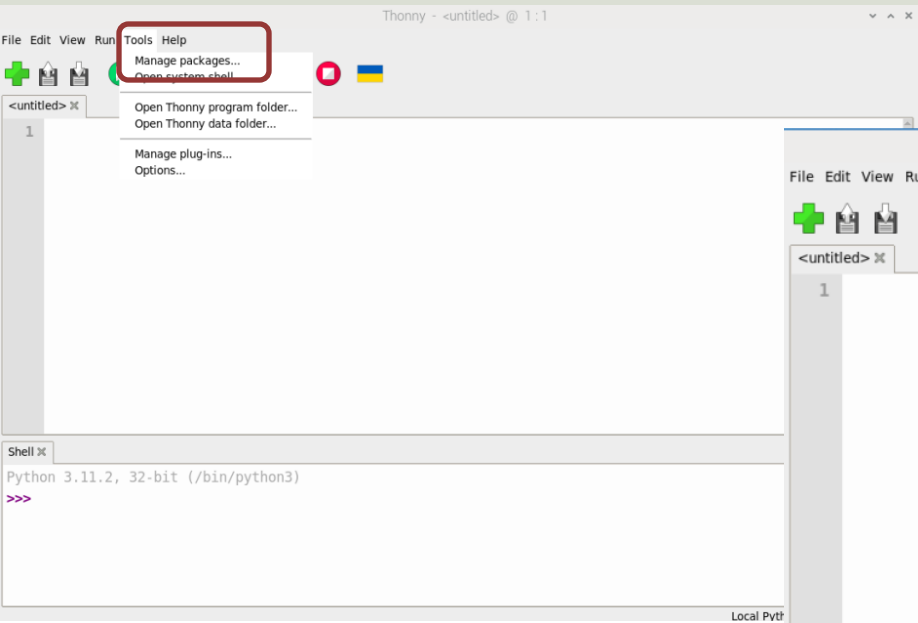 Thonny - <untitled> @ 1:1
File Edit View Run Tools Help
Manage packages...
Open system shell
Open Thonny program folder...
Open Thonny data folder...
Manage plug-ins...
Options...
<untitled>
1
Shell
Python 3.11.2, 32-bit (/bin/python3)
>>>
Local Pyth
File Edit View Ru
<untitled>
1